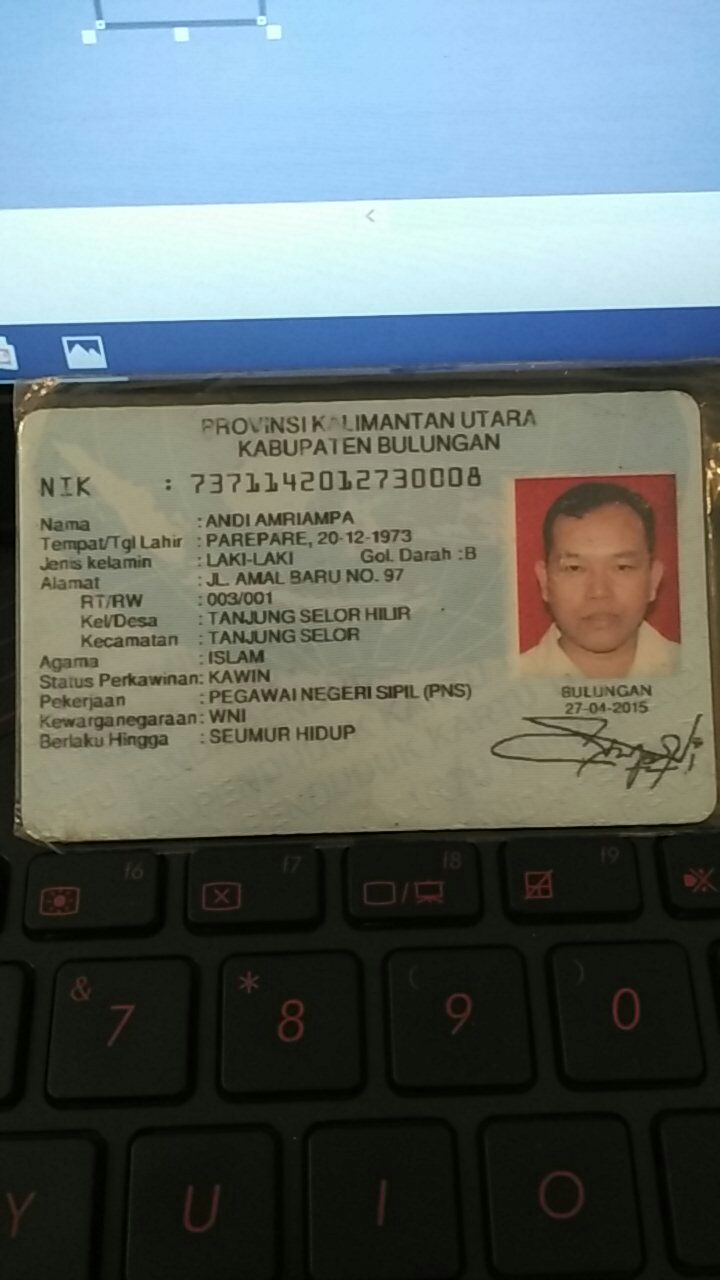 PROVINSI KALIMANTAN UTARA
KABUPATEN BULUNGAN
NIK : 7371142012730008
Nama : ANDI AMRIAMPA
Tempat/Tgl Lahir : PAREPARE, 20-12-1973
Jenis kelamin : LAKI-LAKI Gol. Darah : B
Alamat : JL. AMAL BARU NO. 97
RT/RW : 003/001
Kel/Desa : TANJUNG SELOR HILIR
Kecamatan : TANJUNG SELOR
Agama : ISLAM
Status Perkawinan: KAWIN
Pekerjaan : PEGAWAI NEGERI SIPIL (PNS)
Kewarganegaraan: WNI
Berlaku Hingga : SEUMUR HIDUP
BULUNGAN
27-04-2015
f6 f7 f8 f9
& 7 * 8 ( 9 ) 0
Y U I O